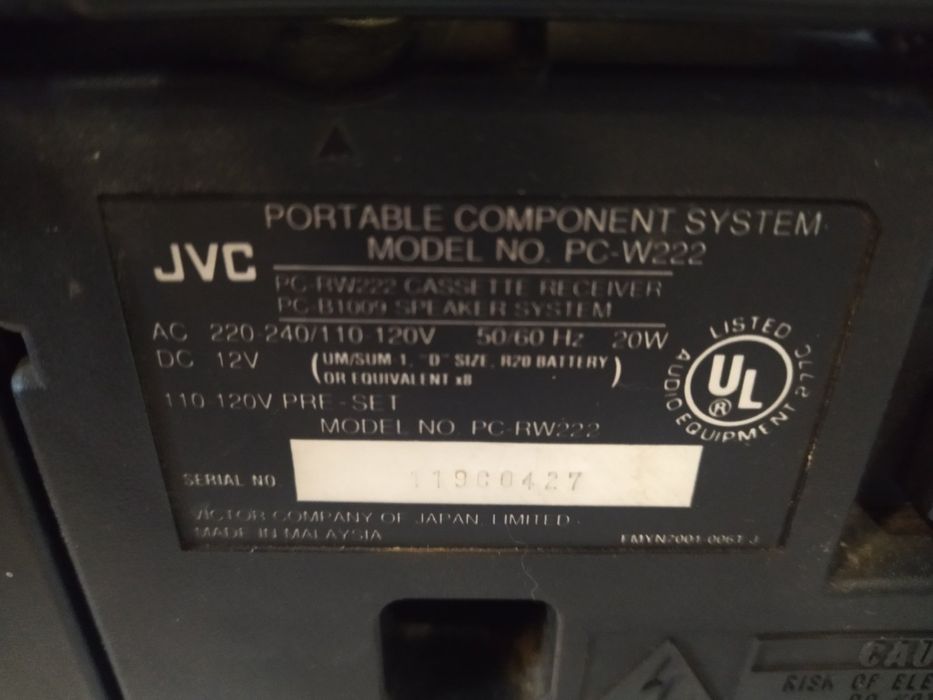 PORTABLE COMPONENT SYSTEM
JVC
MODEL NO. PC-W222
PC-RW222 CASSETTE RECEIVER
PC-B1009 SPEAKER SYSTEM
AC 220-240/110-120V 50/60 Hz 20W
DC 12V (UM/SUM-1, "D" SIZE, R20 BATTERY)
OR EQUIVALENT x8
110-120V PRE-SET
MODEL NO. PC-RW222
LISTED
UL
®
AUDIO EQUIPMENT
SERIAL NO.
VICTOR COMPANY OF JAPAN, LIMITED
MADE IN MALAYSIA
RISK OF